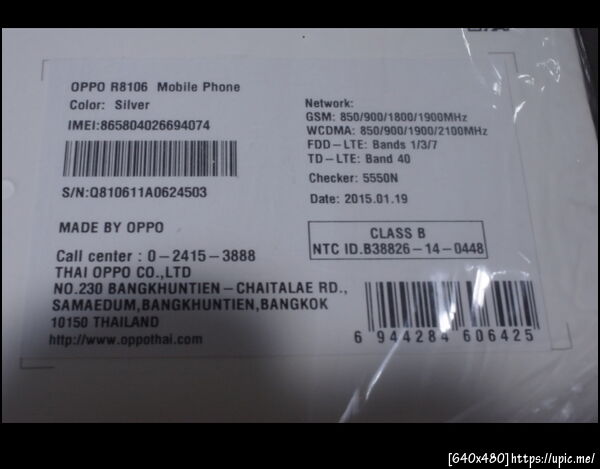 OPPO R8106 Mobile Phone
Color: Silver
IMEI:865804026694074
S/N:Q810611A0624503
MADE BY OPPO
Call center : 0-2415-3888
THAI OPPO CO.,LTD
NO.230 BANGKHUNTIEN-CHAITALAE RD.,
SAMAEDUM,BANGKHUNTIEN,BANGKOK
10150 THAILAND
http://www.oppothai.com
Network:
GSM: 850/900/1800/1900MHz
WCDMA: 850/900/1900/2100MHz
FDD-LTE: Bands 1/3/7
TD-LTE: Band 40
Checker: 5550N
Date: 2015.01.19
CLASS B
NTC ID.B38826-14-0448
6 944284 606425
[640x480]https://upic.me/